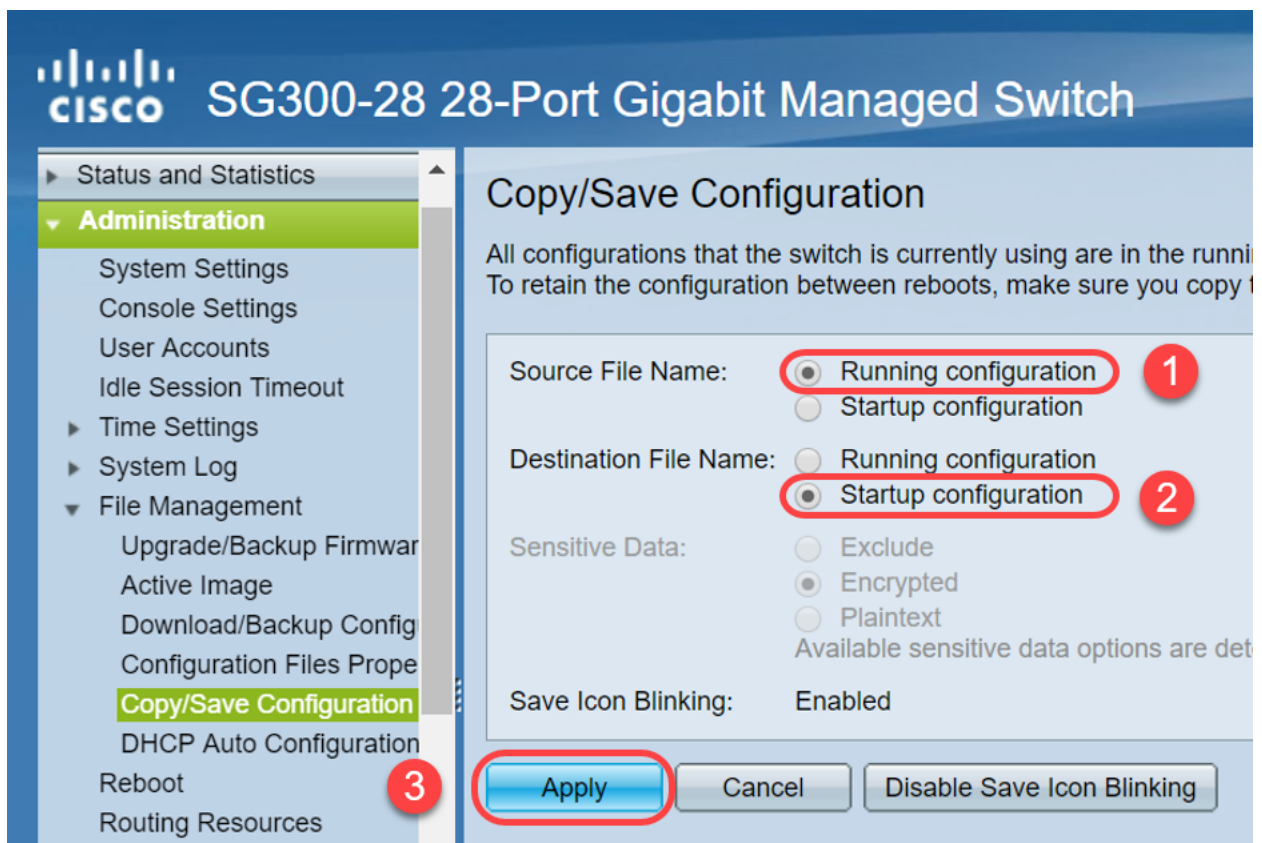 CISCO
SG300-28 28-Port Gigabit Managed Switch
Status and Statistics
Administration
System Settings
Console Settings
User Accounts
Idle Session Timeout
Time Settings
System Log
File Management
Upgrade/Backup Firmwar
Active Image
Download/Backup Config
Configuration Files Prope
Copy/Save Configuration
DHCP Auto Configuration
Reboot
Routing Resources
Copy/Save Configuration
All configurations that the switch is currently using are in the runni
To retain the configuration between reboots, make sure you copy t
Source File Name: Running configuration 1
Startup configuration
Destination File Name: Running configuration
Startup configuration 2
Sensitive Data: Exclude
Encrypted
Plaintext
Available sensitive data options are det
Save Icon Blinking: Enabled
3 Apply Cancel Disable Save Icon Blinking